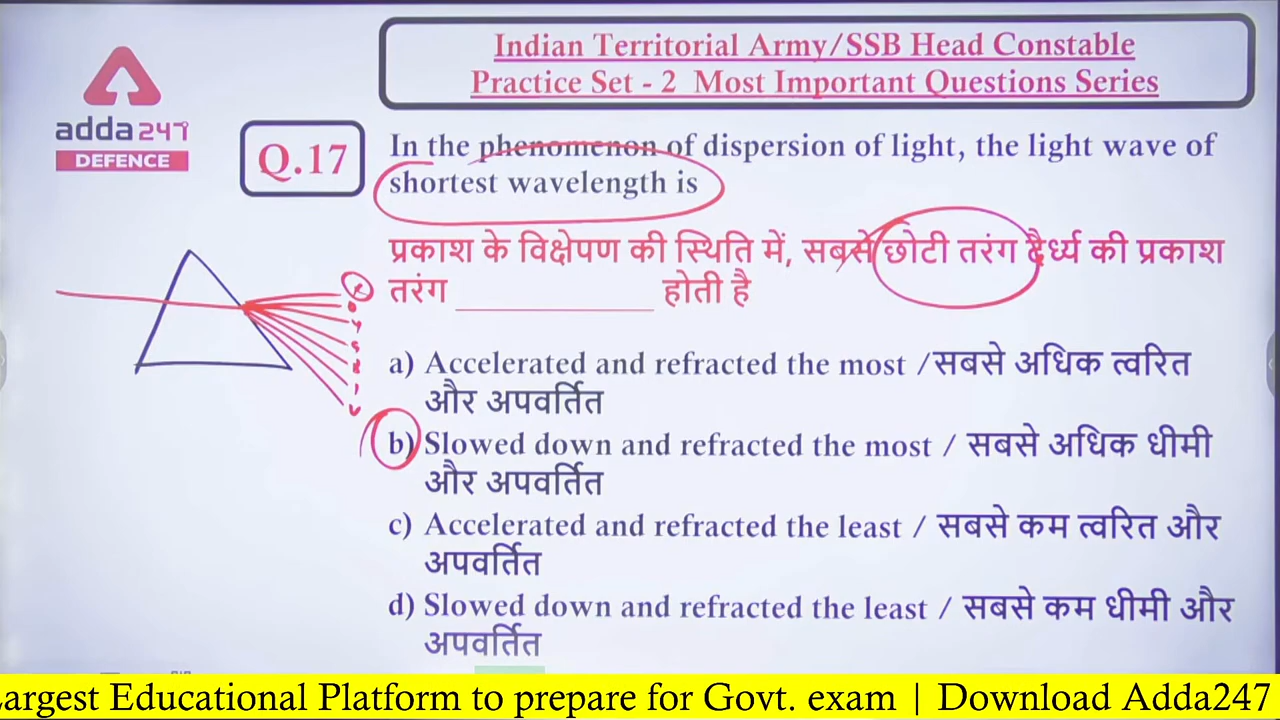 Indian Territorial Army/SSB Head Constable
Practice Set - 2 Most Important Questions Series
adda247
DEFENCE
Q.17
In the phenomenon of dispersion of light, the light wave of
shortest wavelength is
प्रकाश के विक्षेपण की स्थिति में, सबसे छोटी तरंग दैर्ध्य की प्रकाश
तरंग ______________ होती है
a) Accelerated and refracted the most /सबसे अधिक त्वरित
और अपवर्तित
b) Slowed down and refracted the most / सबसे अधिक धीमी
और अपवर्तित
c) Accelerated and refracted the least / सबसे कम त्वरित और
अपवर्तित
d) Slowed down and refracted the least / सबसे कम धीमी और
अपवर्तित
argest Educational Platform to prepare for Govt. exam | Download Adda247